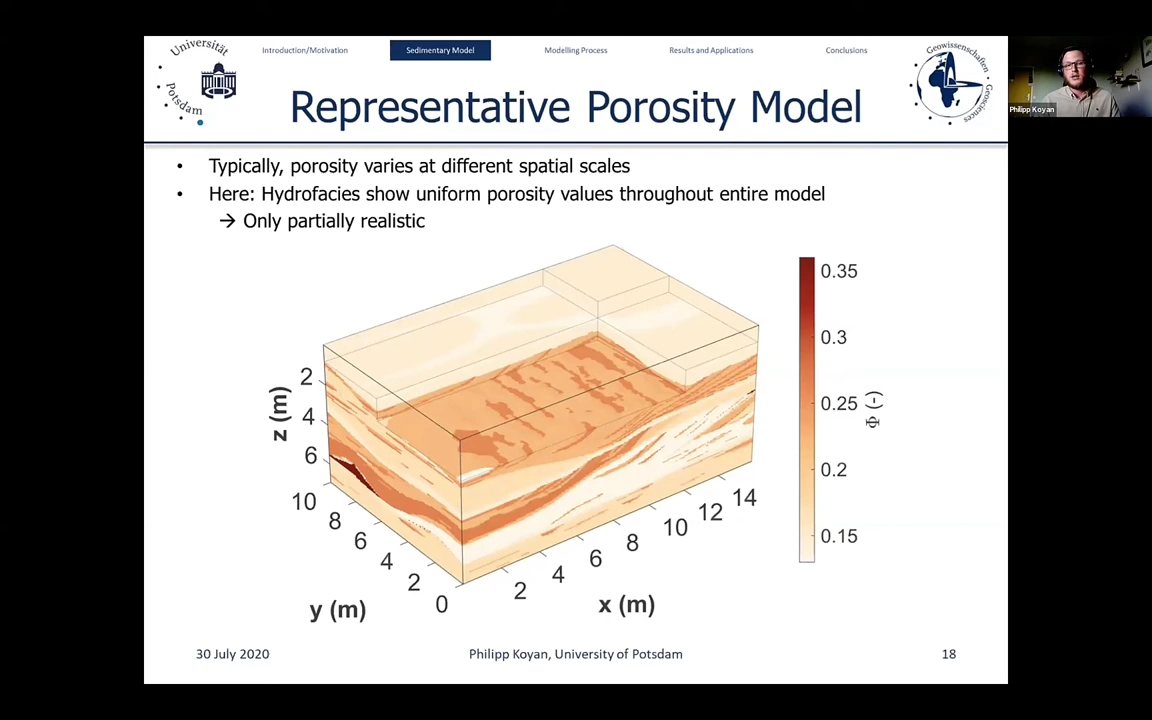 Universität
Potsdam
Introduction/Motivation
Sedimentary Model
Modelling Process
Results and Applications
Conclusions
Geowissenschaften
Geosciences
Philipp Koyan
Representative Porosity Model
• Typically, porosity varies at different spatial scales
• Here: Hydrofacies show uniform porosity values throughout entire model
→ Only partially realistic
0.35
0.3
0.25
0.2
0.15
Φ (-)
z (m)
2
4
6
10
8
6
4
2
0
y (m)
2
4
6
8
10
12
14
x (m)
30 July 2020
Philipp Koyan, University of Potsdam
18